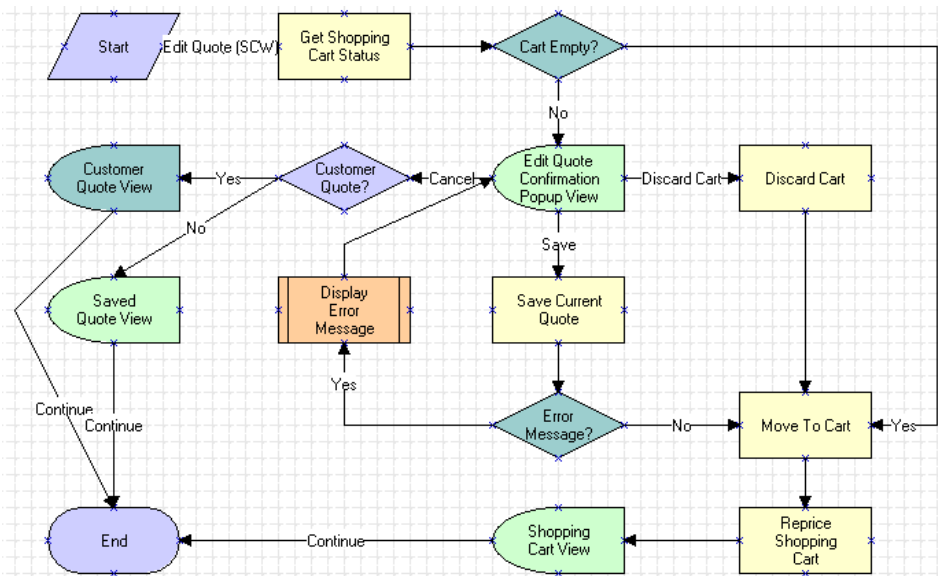 Start
Edit Quote (SCW)
Get Shopping
Cart Status
Cart Empty?
No
Customer
Quote View
Yes
Customer
Quote?
Cancel
Edit Quote
Confirmation
Popup View
Discard Cart
Discard Cart
No
Save
Saved
Quote View
Display
Error
Message
Save Current
Quote
Yes
Continue
Continue
Error
Message?
No
Move To Cart
Yes
End
Continue
Shopping
Cart View
Reprice
Shopping
Cart